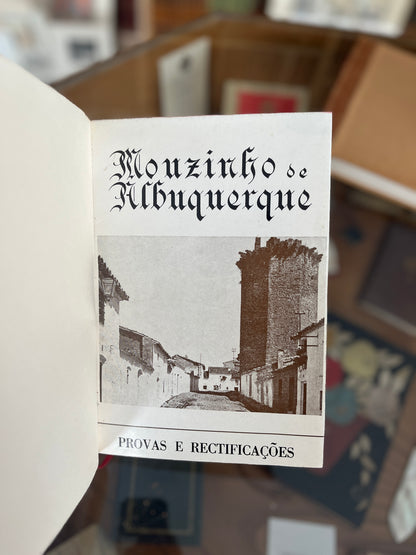 Mouzinho de
Albuquerque
PROVAS E RECTIFICAÇÕES